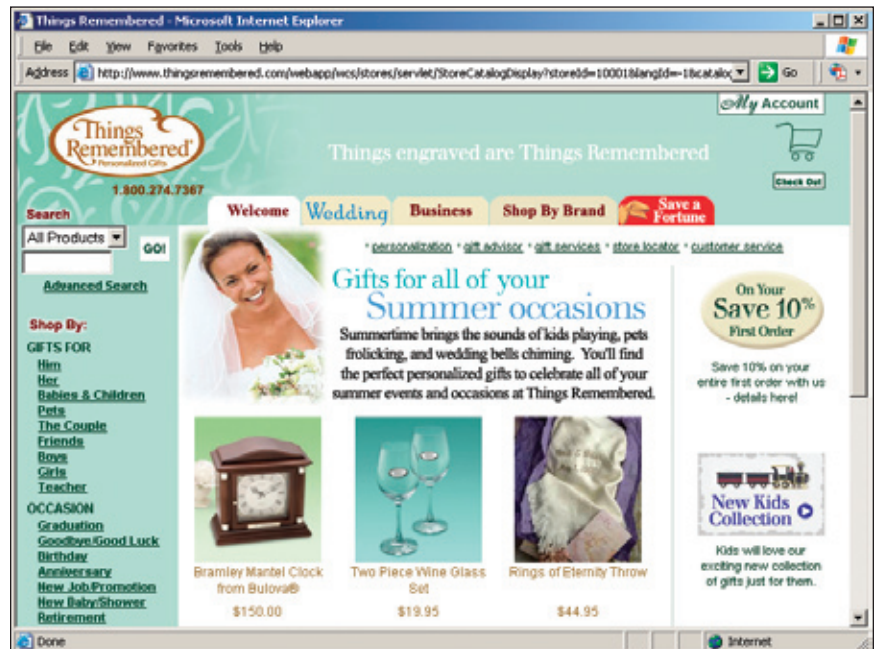 Things Remembered - Microsoft Internet Explorer
File Edit View Favorites Tools Help
Address http://www.thingsremembered.com/webapp/wcs/stores/servlet/StoreCatalogDisplay?storeId=10001&langId=-1&catalog Go
My Account
Things
Remembered®
Personalized Gifts
Things engraved are Things Remembered
Check Out
1.800.274.7367
Welcome Wedding Business Shop By Brand Save a Fortune
Search
All Products
GO!
Advanced Search
· personalization · gift advisor · gift services · store locator · customer service
Gifts for all of your
Summer occasions
Summertime brings the sounds of kids playing, pets
frolicking, and wedding bells chiming. You'll find
the perfect personalized gifts to celebrate all of your
summer events and occasions at Things Remembered.
On Your
Save 10%
First Order
Save 10% on your
entire first order with us
- details here!
Shop By:
GIFTS FOR
Him
Her
Babies & Children
Pets
The Couple
Friends
Boys
Girls
Teacher
OCCASION
Graduation
Goodbye/Good Luck
Birthday
Anniversary
New Job/Promotion
New Baby/Shower
Retirement
Bramley Mantel Clock
from Bulova®
$150.00
Two Piece Wine Glass
Set
$19.95
Rings of Eternity Throw
$44.95
New Kids
Collection
Kids will love our
exciting new collection
of gifts just for them.
Done Internet